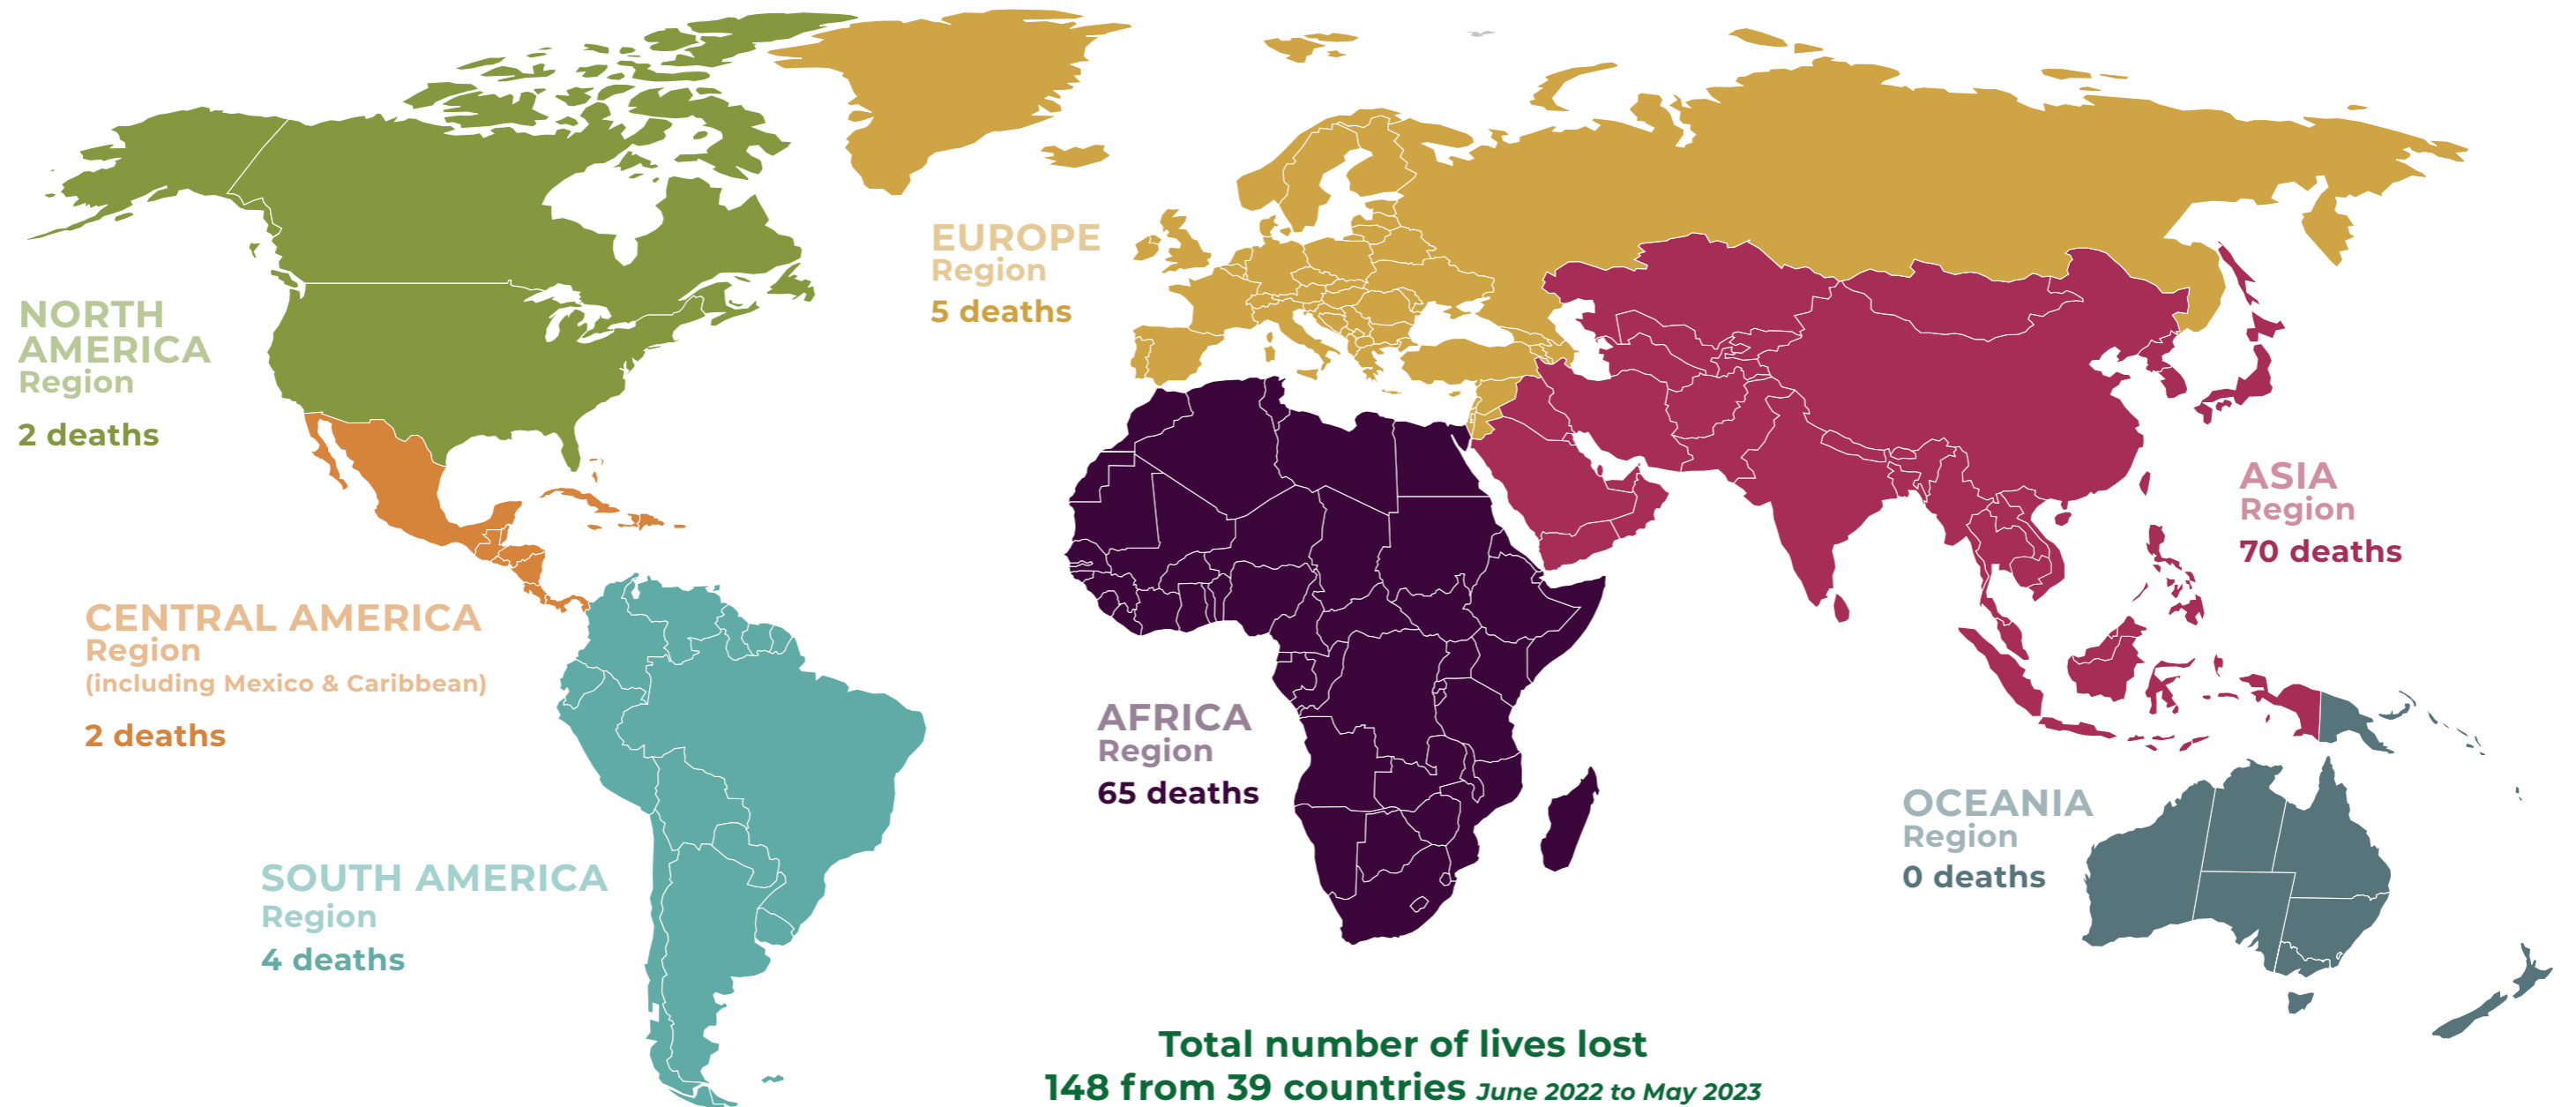 NORTH
AMERICA
Region
2 deaths
EUROPE
Region
5 deaths
ASIA
Region
70 deaths
CENTRAL AMERICA
Region
(including Mexico & Caribbean)
2 deaths
AFRICA
Region
65 deaths
OCEANIA
Region
0 deaths
SOUTH AMERICA
Region
4 deaths
Total number of lives lost
148 from 39 countries June 2022 to May 2023